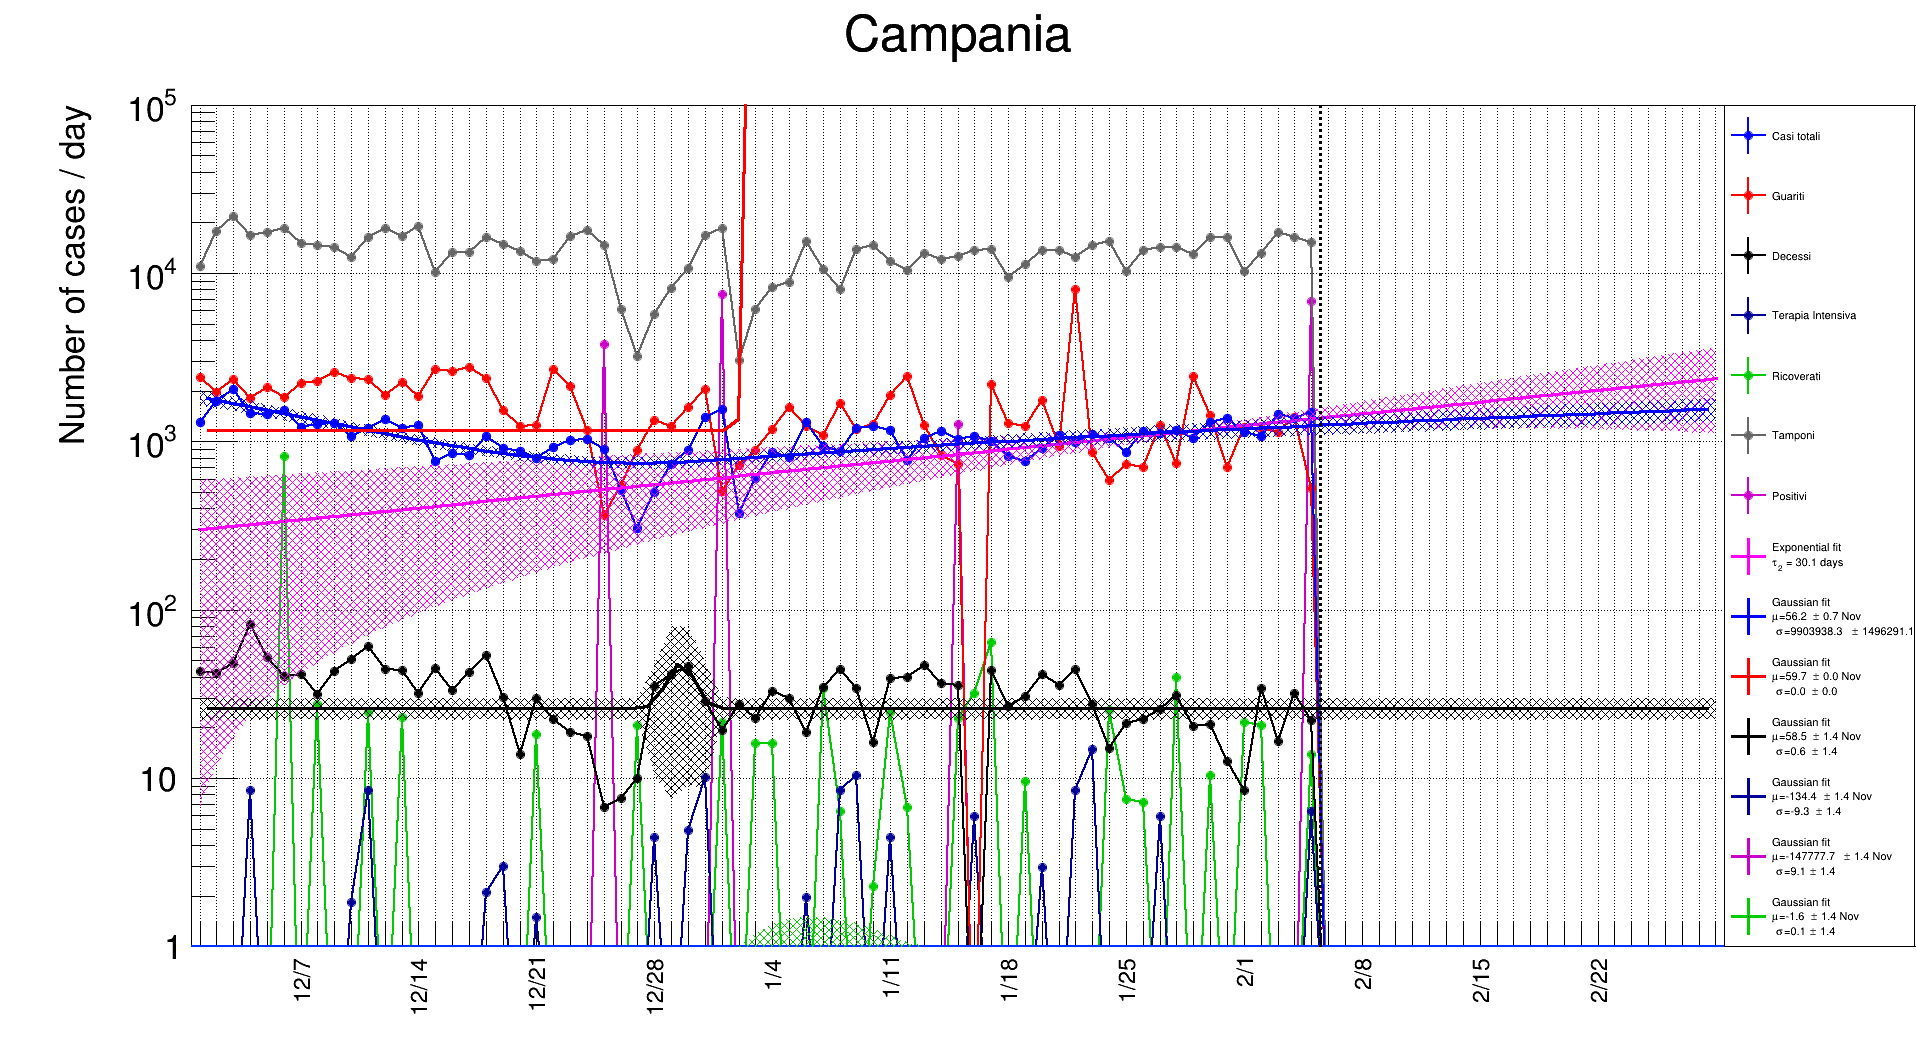 Campania
Number of cases / day
10^5
10^4
10^3
10^2
10
1
12/7
12/14
12/21
12/28
1/4
1/11
1/18
1/25
2/1
2/8
2/15
2/22
Casi totali
Guariti
Decessi
Terapia Intensiva
Ricoverati
Tamponi
Positivi
Exponential fit
τ_2 = 30.1 days
Gaussian fit
μ=56.2 ± 0.7 Nov
σ=9903938.3 ± 1496291.1
Gaussian fit
μ=59.7 ± 0.0 Nov
σ=0.0 ± 0.0
Gaussian fit
μ=58.5 ± 1.4 Nov
σ=0.6 ± 1.4
Gaussian fit
μ=-134.4 ± 1.4 Nov
σ=-9.3 ± 1.4
Gaussian fit
μ=-147777.7 ± 1.4 Nov
σ=9.1 ± 1.4
Gaussian fit
μ=-1.6 ± 1.4 Nov
σ=0.1 ± 1.4